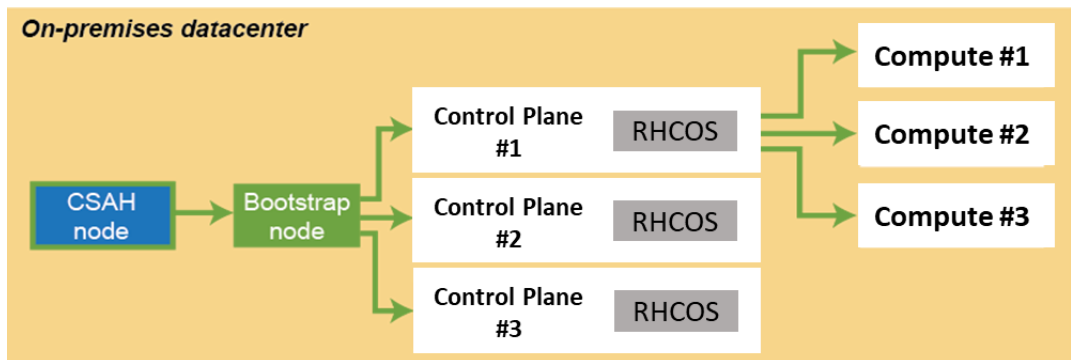 On-premises datacenter
CSAH
node
Bootstrap
node
Control Plane
#1
RHCOS
Control Plane
#2
RHCOS
Control Plane
#3
RHCOS
Compute #1
Compute #2
Compute #3